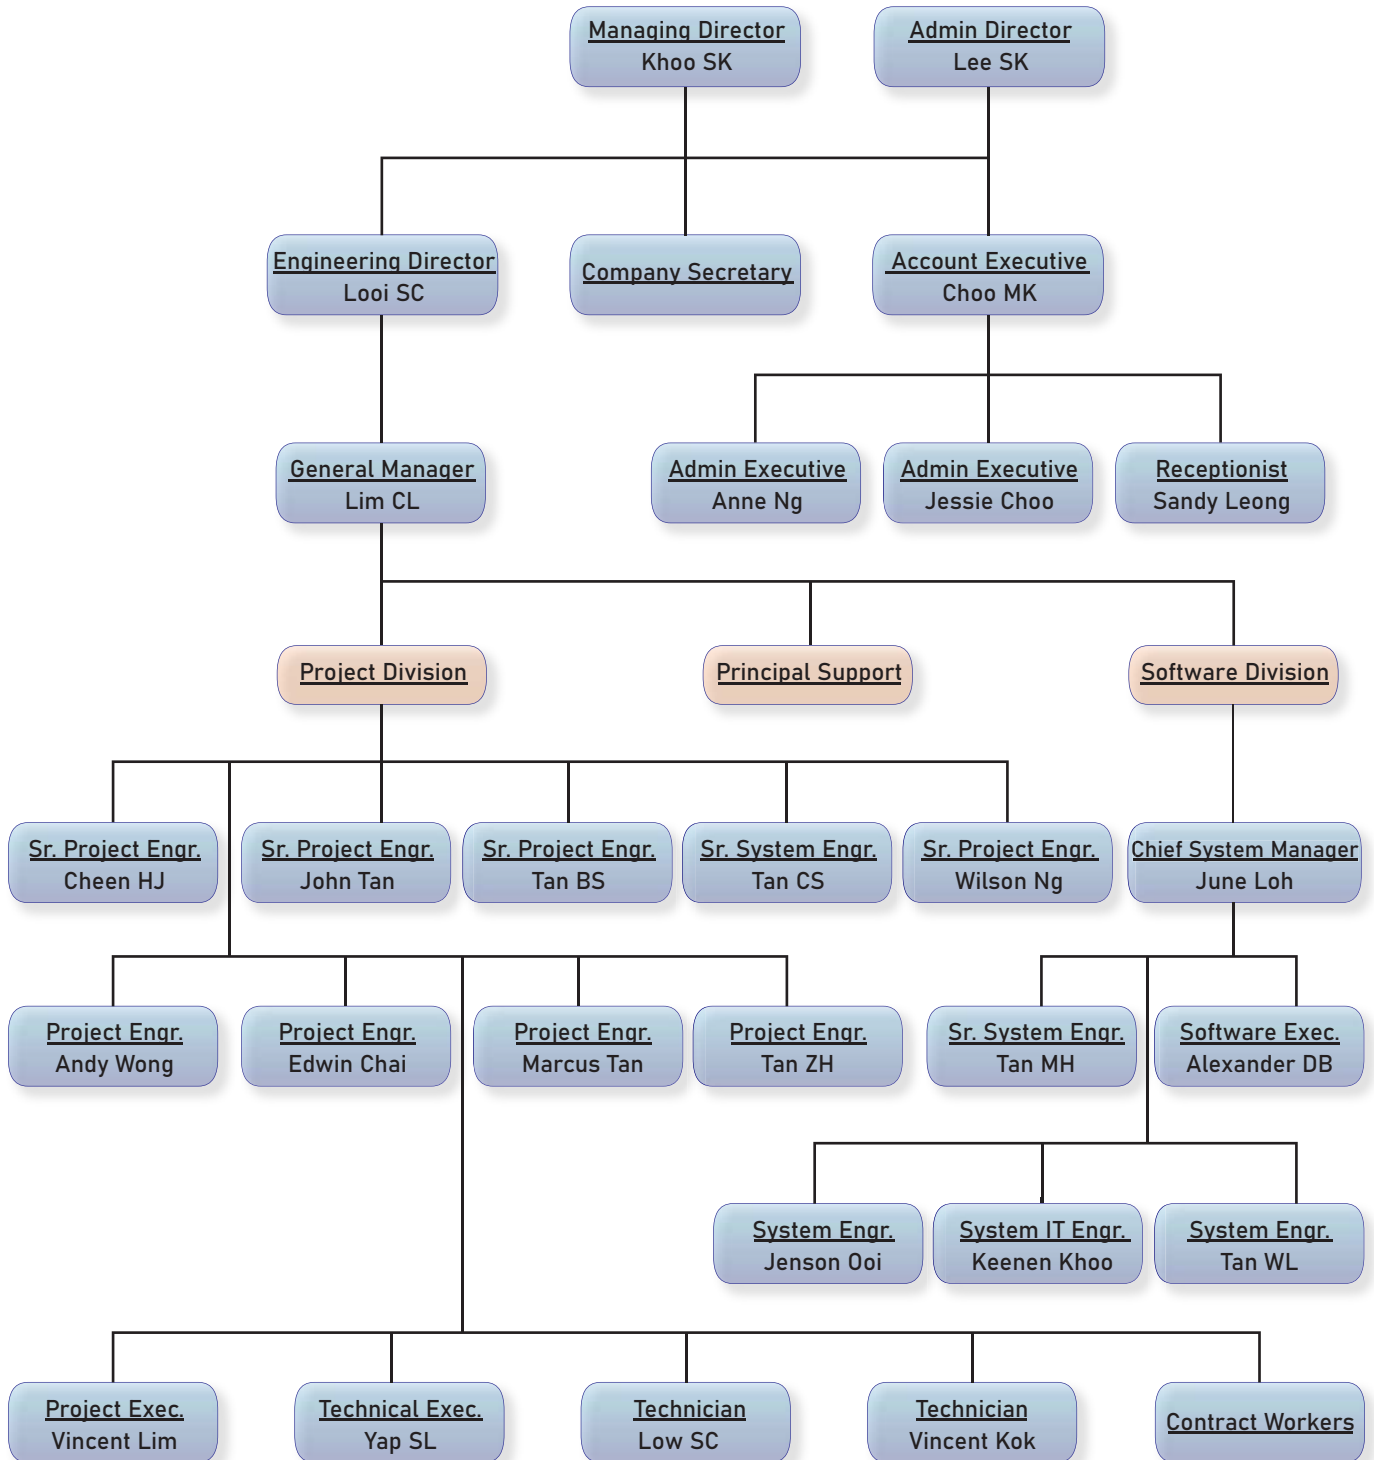 Managing Director
Khoo SK
Admin Director
Lee SK
Engineering Director
Looi SC
Company Secretary
Account Executive
Choo MK
General Manager
Lim CL
Admin Executive
Anne Ng
Admin Executive
Jessie Choo
Receptionist
Sandy Leong
Project Division
Principal Support
Software Division
Sr. Project Engr.
Cheen HJ
Sr. Project Engr.
John Tan
Sr. Project Engr.
Tan BS
Sr. System Engr.
Tan CS
Sr. Project Engr.
Wilson Ng
Chief System Manager
June Loh
Project Engr.
Andy Wong
Project Engr.
Edwin Chai
Project Engr.
Marcus Tan
Project Engr.
Tan ZH
Sr. System Engr.
Tan MH
Software Exec.
Alexander DB
System Engr.
Jenson Ooi
System IT Engr.
Keenen Khoo
System Engr.
Tan WL
Project Exec.
Vincent Lim
Technical Exec.
Yap SL
Technician
Low SC
Technician
Vincent Kok
Contract Workers